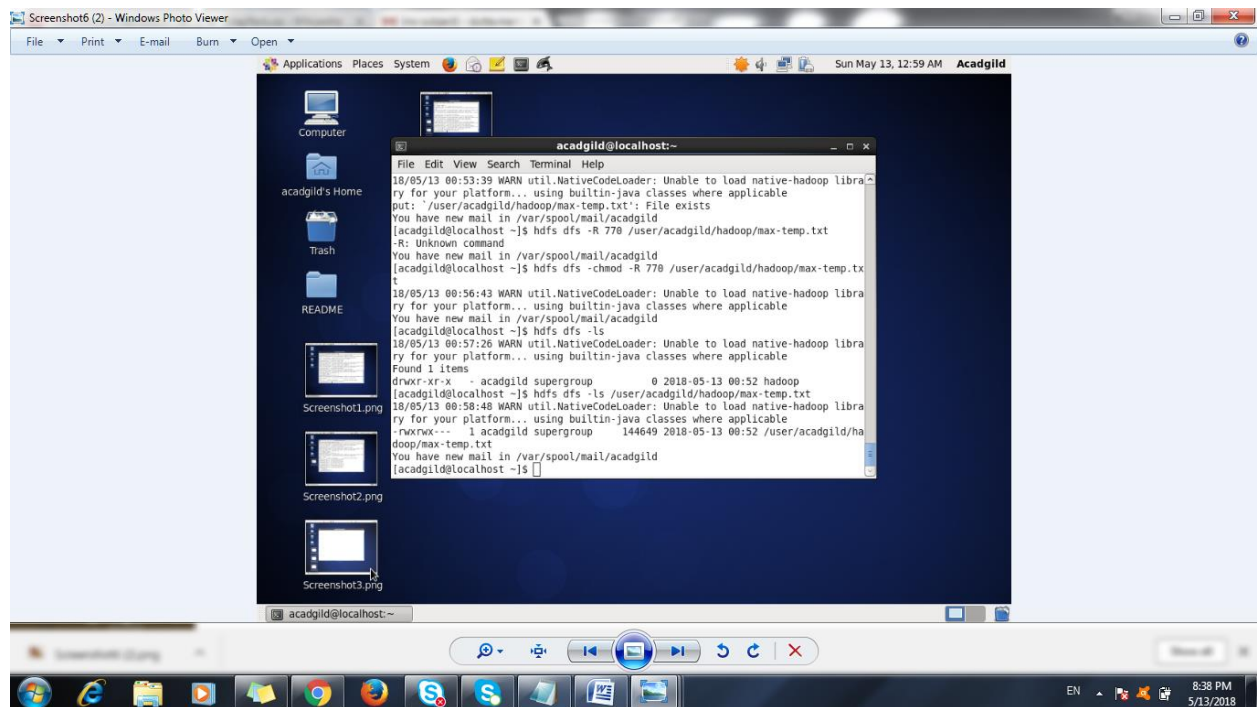 Screenshot6 (2) - Windows Photo Viewer
File Print E-mail Burn Open
Applications Places System Sun May 13, 12:59 AM Acadgild
Computer
acadgild's Home
Trash
README
Screenshot1.png
Screenshot2.png
Screenshot3.png
acadgild@localhost:~
File Edit View Search Terminal Help
18/05/13 00:53:39 WARN util.NativeCodeLoader: Unable to load native-hadoop libra
ry for your platform... using builtin-java classes where applicable
put: `/user/acadgild/hadoop/max-temp.txt': File exists
You have new mail in /var/spool/mail/acadgild
[acadgild@localhost ~]$ hdfs dfs -R 770 /user/acadgild/hadoop/max-temp.txt
-R: Unknown command
You have new mail in /var/spool/mail/acadgild
[acadgild@localhost ~]$ hdfs dfs -chmod -R 770 /user/acadgild/hadoop/max-temp.tx
t
18/05/13 00:56:43 WARN util.NativeCodeLoader: Unable to load native-hadoop libra
ry for your platform... using builtin-java classes where applicable
You have new mail in /var/spool/mail/acadgild
[acadgild@localhost ~]$ hdfs dfs -ls
18/05/13 00:57:26 WARN util.NativeCodeLoader: Unable to load native-hadoop libra
ry for your platform... using builtin-java classes where applicable
Found 1 items
drwxr-xr-x - acadgild supergroup 0 2018-05-13 00:52 hadoop
[acadgild@localhost ~]$ hdfs dfs -ls /user/acadgild/hadoop/max-temp.txt
18/05/13 00:58:48 WARN util.NativeCodeLoader: Unable to load native-hadoop libra
ry for your platform... using builtin-java classes where applicable
-rwxrwx--- 1 acadgild supergroup 144649 2018-05-13 00:52 /user/acadgild/ha
doop/max-temp.txt
You have new mail in /var/spool/mail/acadgild
[acadgild@localhost ~]$
acadgild@localhost:~
EN
8:38 PM
5/13/2018